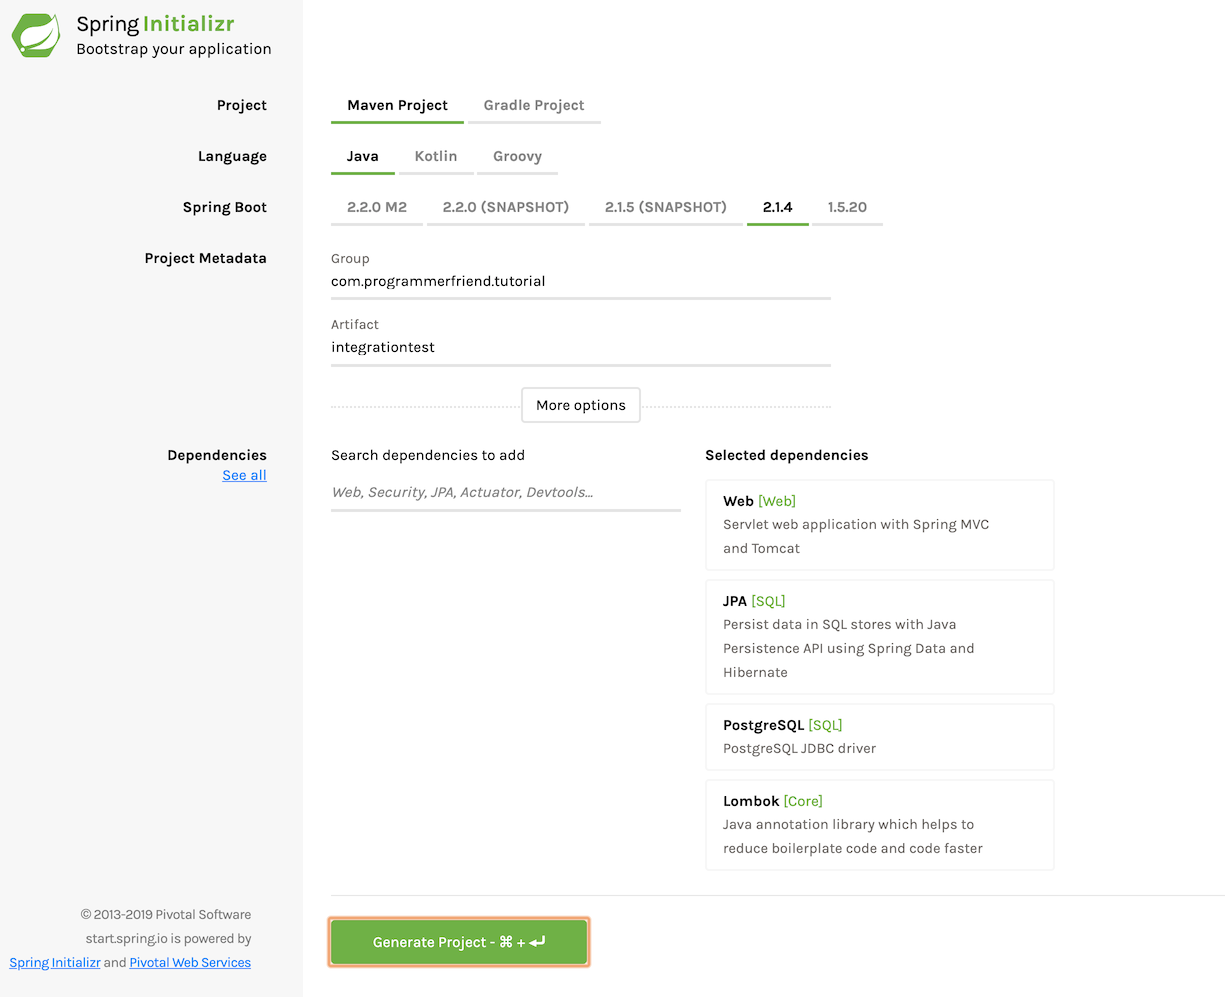 Spring Initializr
Bootstrap your application
Project
Maven Project
Gradle Project
Language
Java
Kotlin
Groovy
Spring Boot
2.2.0 M2
2.2.0 (SNAPSHOT)
2.1.5 (SNAPSHOT)
2.1.4
1.5.20
Project Metadata
Group
com.programmerfriend.tutorial
Artifact
integrationtest
More options
Dependencies
See all
Search dependencies to add
Web, Security, JPA, Actuator, Devtools...
Selected dependencies
Web [Web]
Servlet web application with Spring MVC
and Tomcat
JPA [SQL]
Persist data in SQL stores with Java
Persistence API using Spring Data and
Hibernate
PostgreSQL [SQL]
PostgreSQL JDBC driver
Lombok [Core]
Java annotation library which helps to
reduce boilerplate code and code faster
© 2013-2019 Pivotal Software
start.spring.io is powered by
Spring Initializr and Pivotal Web Services
Generate Project - ⌘ + ↵